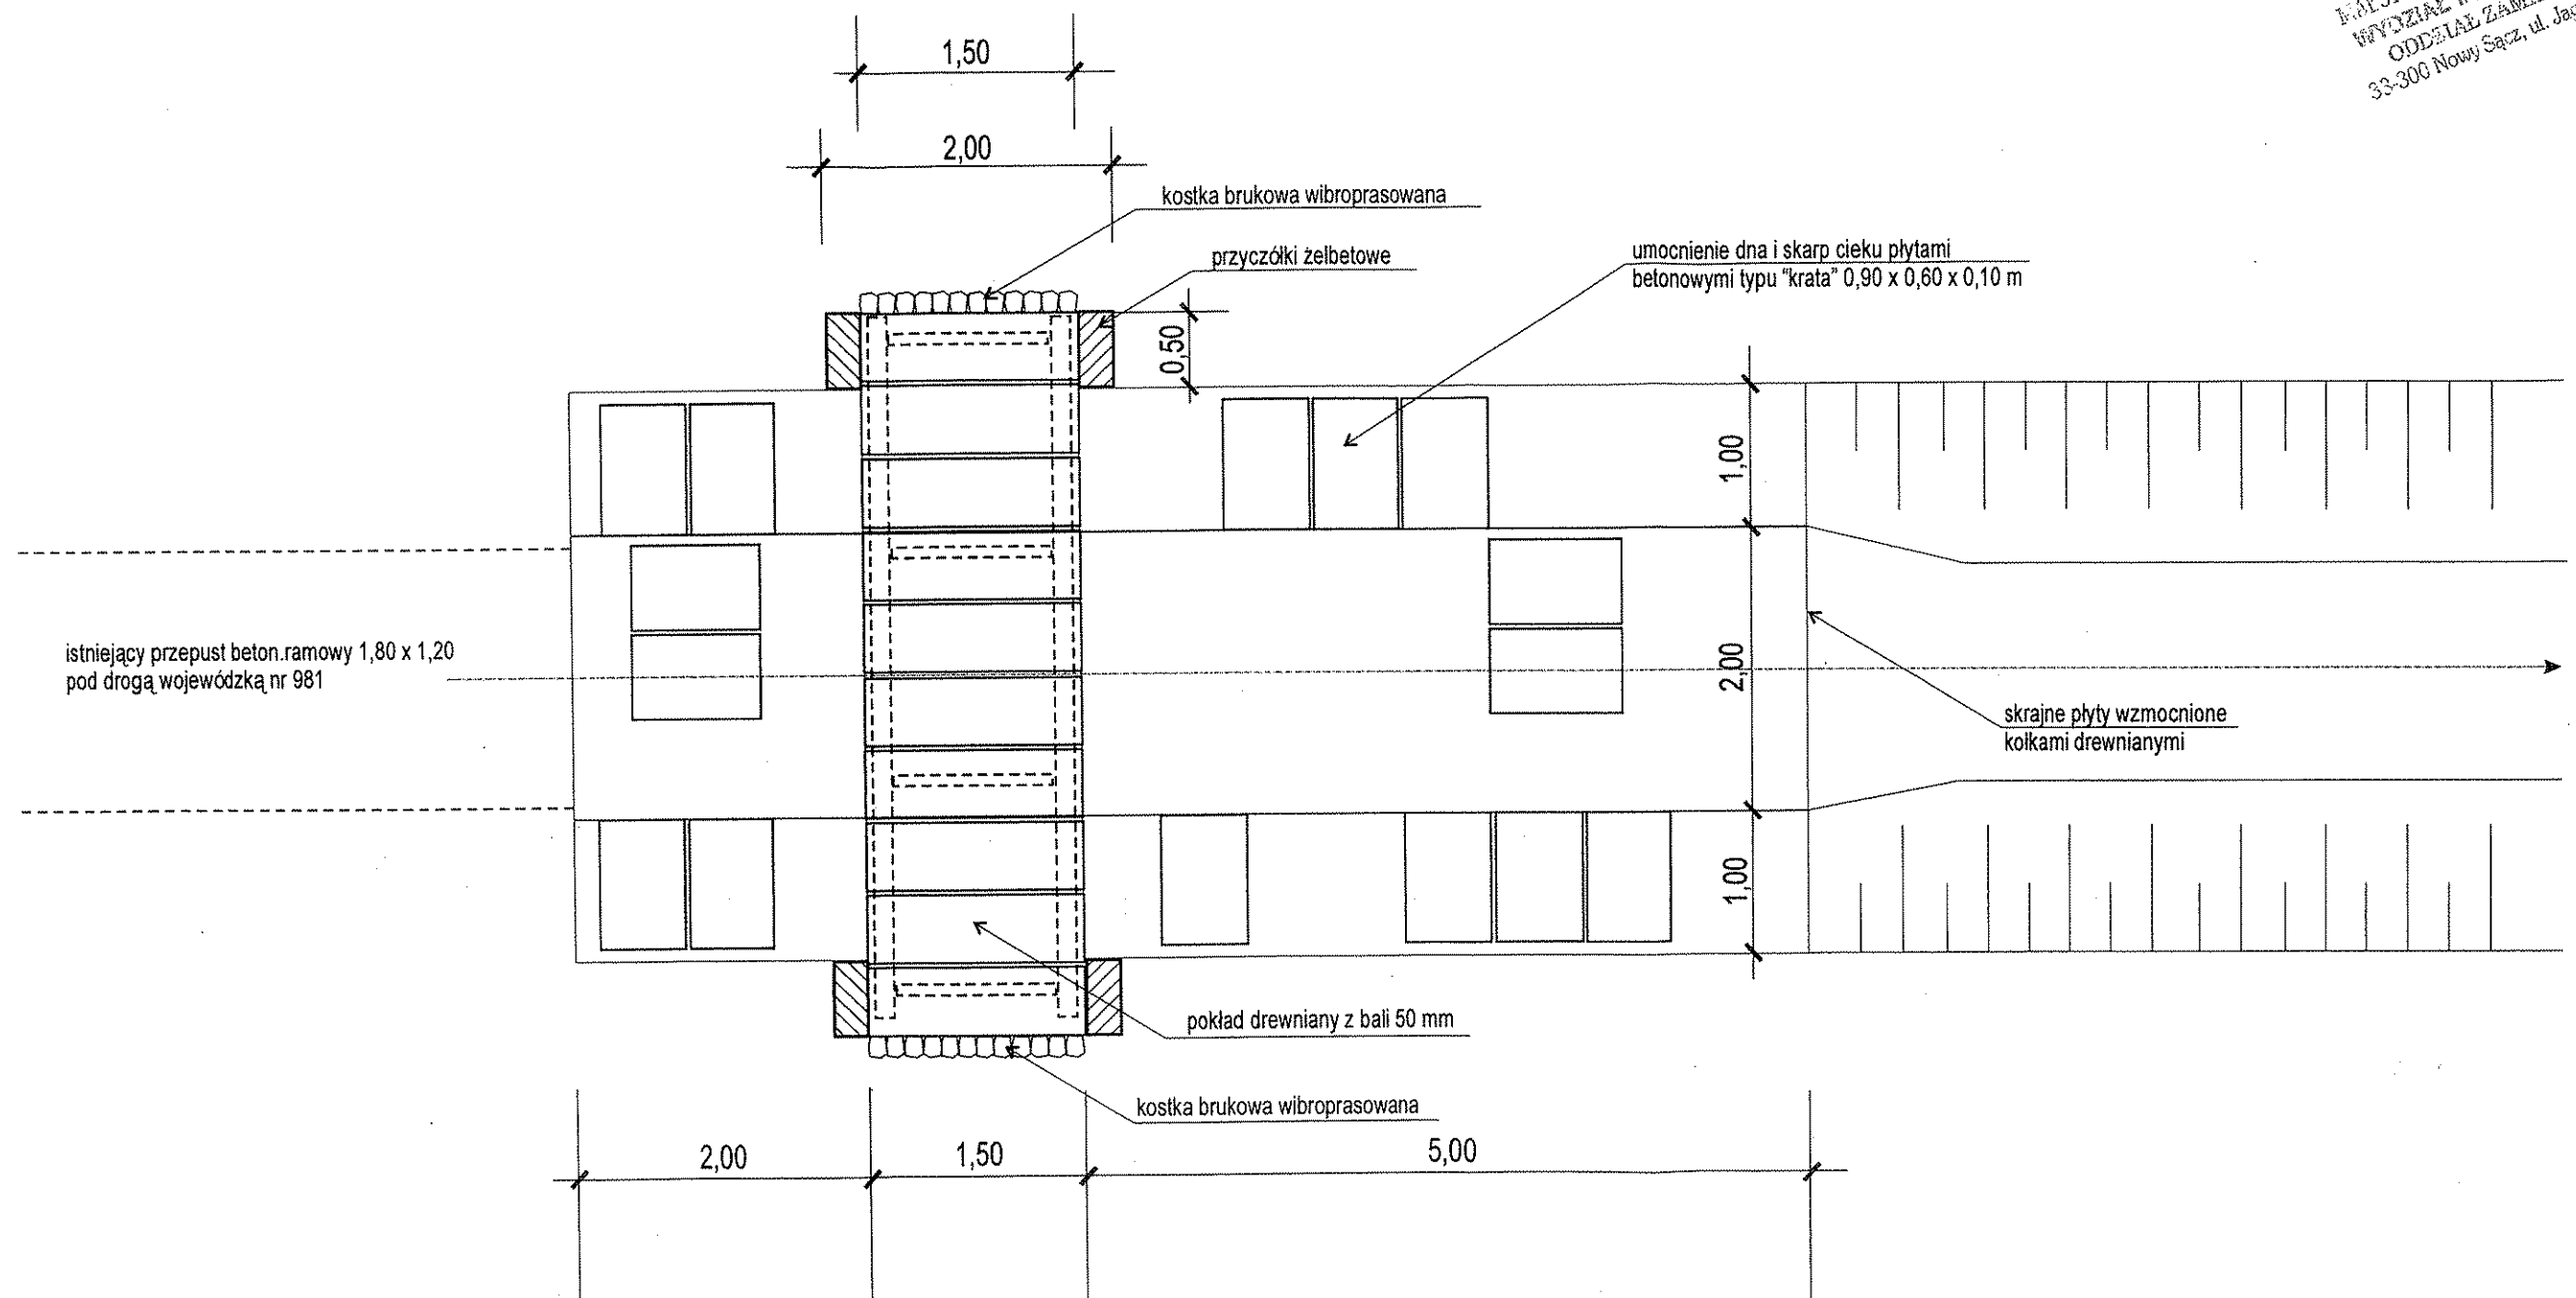 WYDZIAŁ
ODDZIAŁ
33-300 Nowy Sącz, ul.
1,50
2,00
kostka brukowa wibroprasowana
przyczółki żelbetowe
umocnienie dna i skarp cieku płytami
betonowymi typu "krata" 0,90 x 0,60 x 0,10 m
0,50
1,00
istniejący przepust beton.ramowy 1,80 x 1,20
pod drogą wojewódzką nr 981
2,00
skrajne płyty wzmocnione
kołkami drewnianymi
1,00
pokład drewniany z bali 50 mm
kostka brukowa wibroprasowana
2,00
1,50
5,00